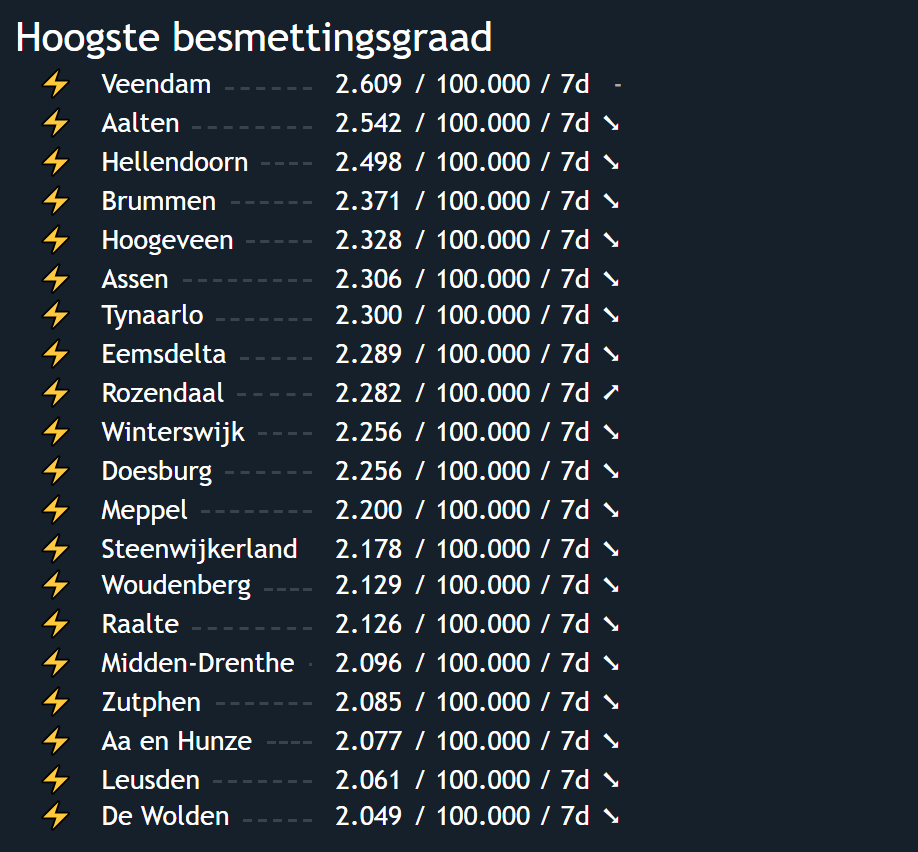 Hoogste besmettingsgraad
⚡ Veendam ------ 2.609 / 100.000 / 7d -
⚡ Aalten -------- 2.542 / 100.000 / 7d ➘
⚡ Hellendoorn ---- 2.498 / 100.000 / 7d ➘
⚡ Brummen ------ 2.371 / 100.000 / 7d ➘
⚡ Hoogeveen ----- 2.328 / 100.000 / 7d ➘
⚡ Assen --------- 2.306 / 100.000 / 7d ➘
⚡ Tynaarlo ------- 2.300 / 100.000 / 7d ➘
⚡ Eemsdelta ----- 2.289 / 100.000 / 7d ➘
⚡ Rozendaal ----- 2.282 / 100.000 / 7d ➚
⚡ Winterswijk ---- 2.256 / 100.000 / 7d ➘
⚡ Doesburg ------ 2.256 / 100.000 / 7d ➘
⚡ Meppel -------- 2.200 / 100.000 / 7d ➘
⚡ Steenwijkerland 2.178 / 100.000 / 7d ➘
⚡ Woudenberg ---- 2.129 / 100.000 / 7d ➘
⚡ Raalte -------- 2.126 / 100.000 / 7d ➘
⚡ Midden-Drenthe - 2.096 / 100.000 / 7d ➘
⚡ Zutphen ------- 2.085 / 100.000 / 7d ➘
⚡ Aa en Hunze ---- 2.077 / 100.000 / 7d ➘
⚡ Leusden ------- 2.061 / 100.000 / 7d ➘
⚡ De Wolden ----- 2.049 / 100.000 / 7d ➘